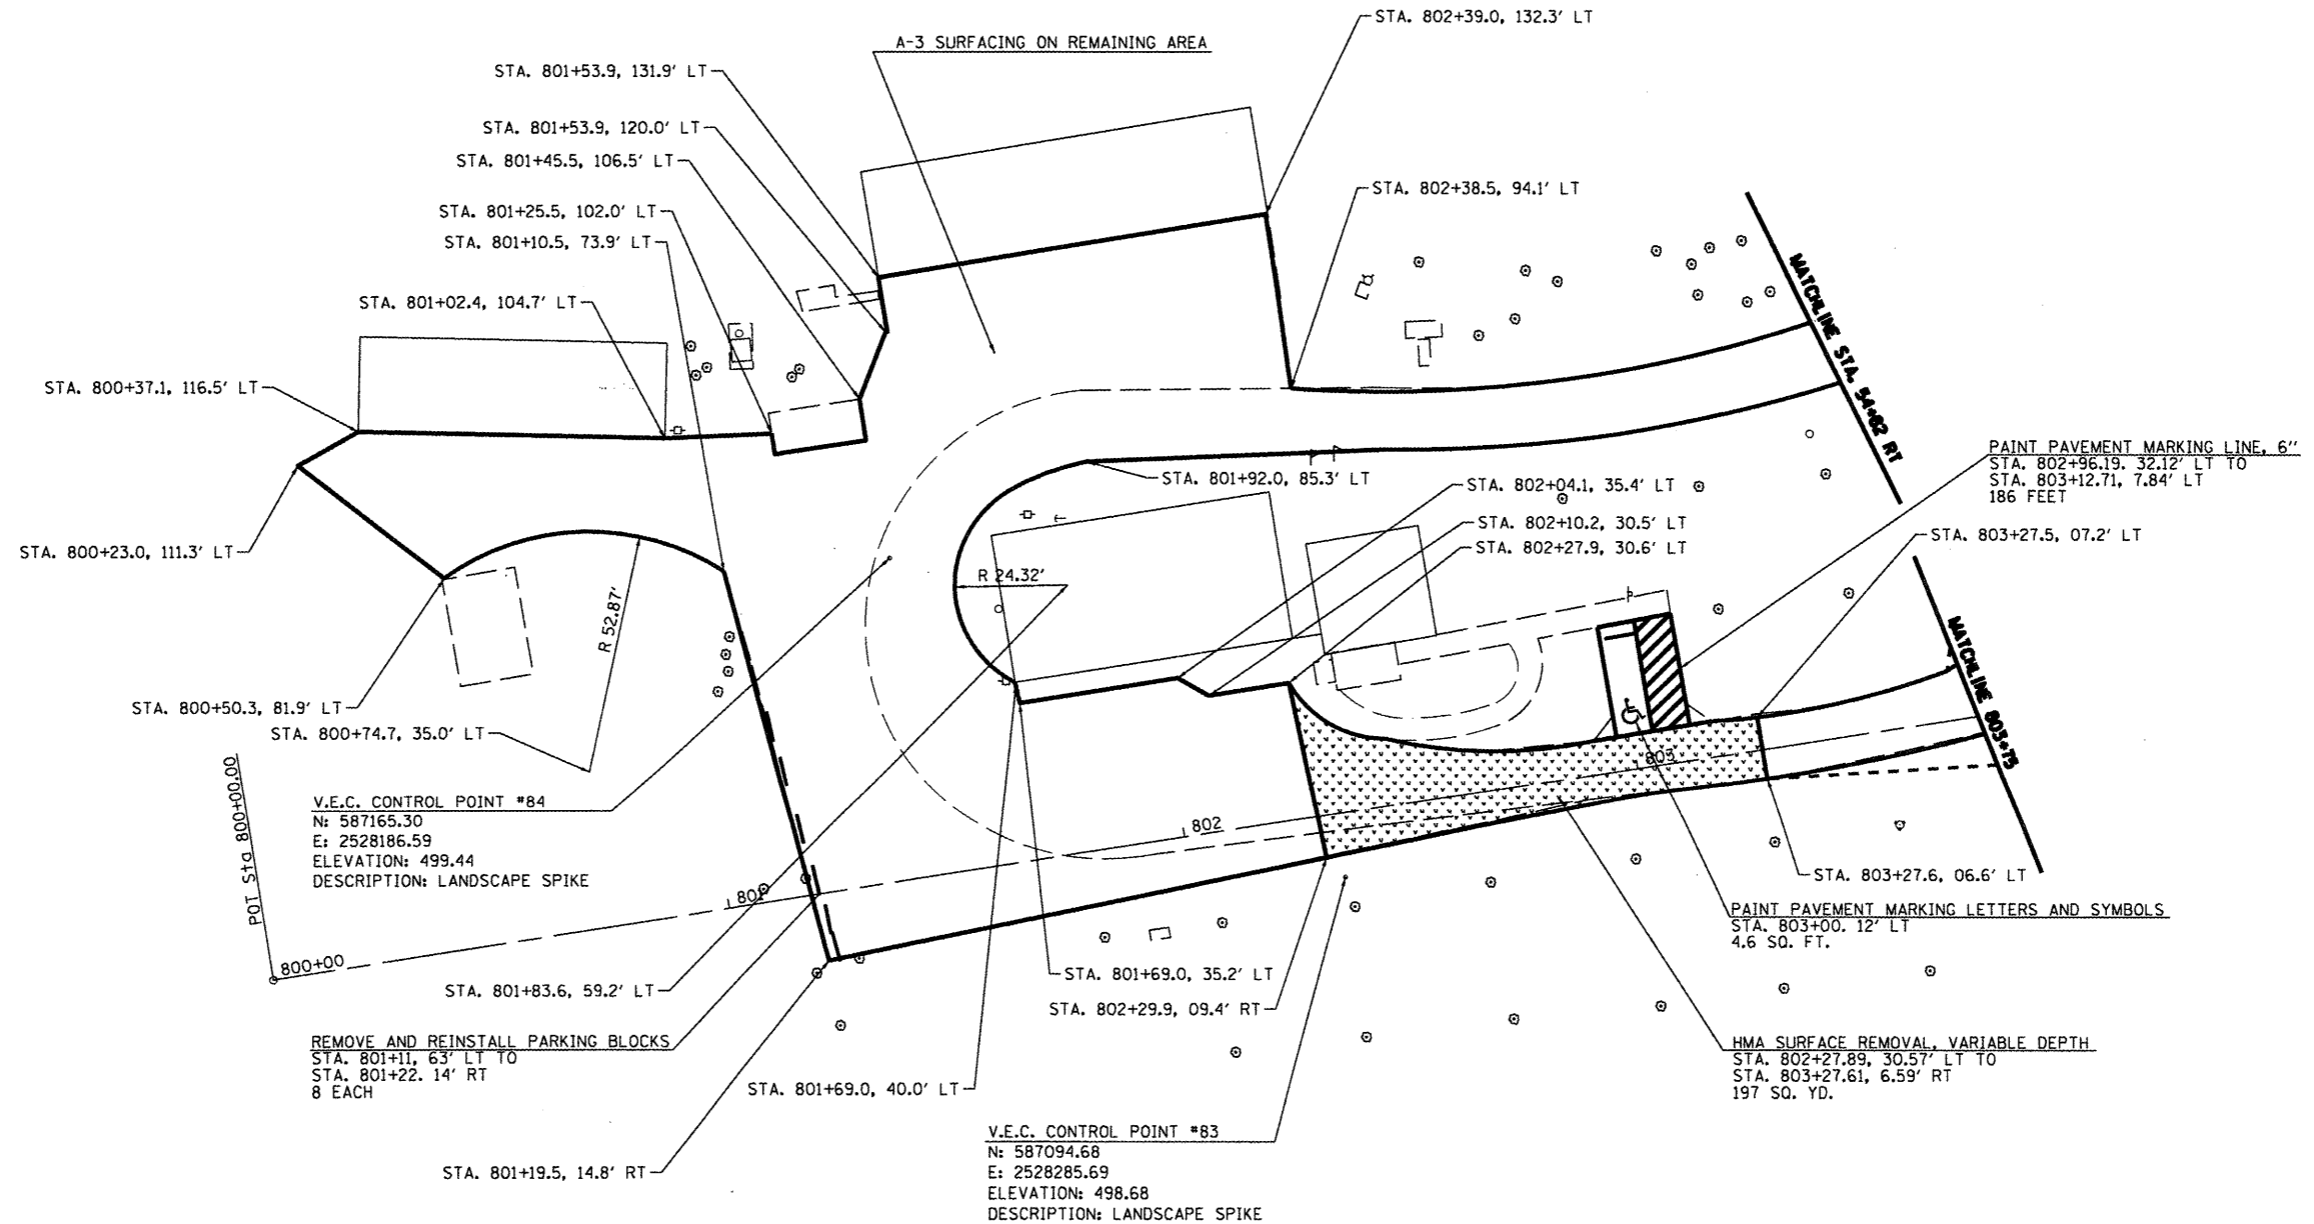 STA. 802+39.0, 132.3' LT
A-3 SURFACING ON REMAINING AREA
STA. 801+53.9, 131.9' LT
STA. 801+53.9, 120.0' LT
STA. 801+45.5, 106.5' LT
STA. 802+38.5, 94.1' LT
STA. 801+25.5, 102.0' LT
STA. 801+10.5, 73.9' LT
STA. 801+02.4, 104.7' LT
MATCHLINE STA. 54+62 RT
STA. 800+37.1, 116.5' LT
PAINT PAVEMENT MARKING LINE, 6''
STA. 802+96.19. 32.12' LT TO
STA. 803+12.71, 7.84' LT
186 FEET
STA. 801+92.0, 85.3' LT
STA. 802+04.1, 35.4' LT
STA. 802+10.2, 30.5' LT
STA. 802+27.9, 30.6' LT
STA. 803+27.5, 07.2' LT
STA. 800+23.0, 111.3' LT
R 24.32'
R 52.87'
MATCHLINE 803+75
STA. 800+50.3, 81.9' LT
STA. 800+74.7, 35.0' LT
POT Sta 800+00.00
803
V.E.C. CONTROL POINT #84
N: 587165.30
E: 2528186.59
ELEVATION: 499.44
DESCRIPTION: LANDSCAPE SPIKE
802
801
STA. 803+27.6, 06.6' LT
PAINT PAVEMENT MARKING LETTERS AND SYMBOLS
STA. 803+00. 12' LT
4.6 SQ. FT.
800+00
STA. 801+69.0, 35.2' LT
STA. 801+83.6, 59.2' LT
STA. 802+29.9, 09.4' RT
REMOVE AND REINSTALL PARKING BLOCKS
STA. 801+11, 63' LT TO
STA. 801+22. 14' RT
8 EACH
HMA SURFACE REMOVAL, VARIABLE DEPTH
STA. 802+27.89, 30.57' LT TO
STA. 803+27.61, 6.59' RT
197 SQ. YD.
STA. 801+69.0, 40.0' LT
V.E.C. CONTROL POINT #83
N: 587094.68
E: 2528285.69
ELEVATION: 498.68
DESCRIPTION: LANDSCAPE SPIKE
STA. 801+19.5, 14.8' RT